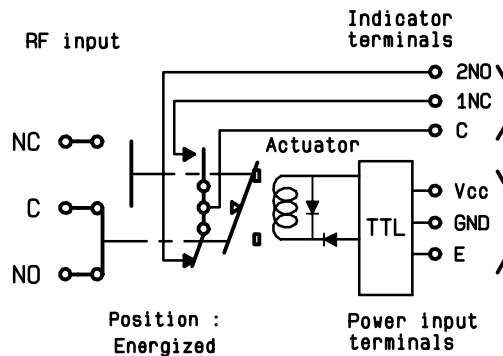 Indicator
terminals
RF input
2NO
1NC
C
Actuator
NC
C
NO
TTL
Vcc
GND
E
Position :
Energized
Power input
terminals